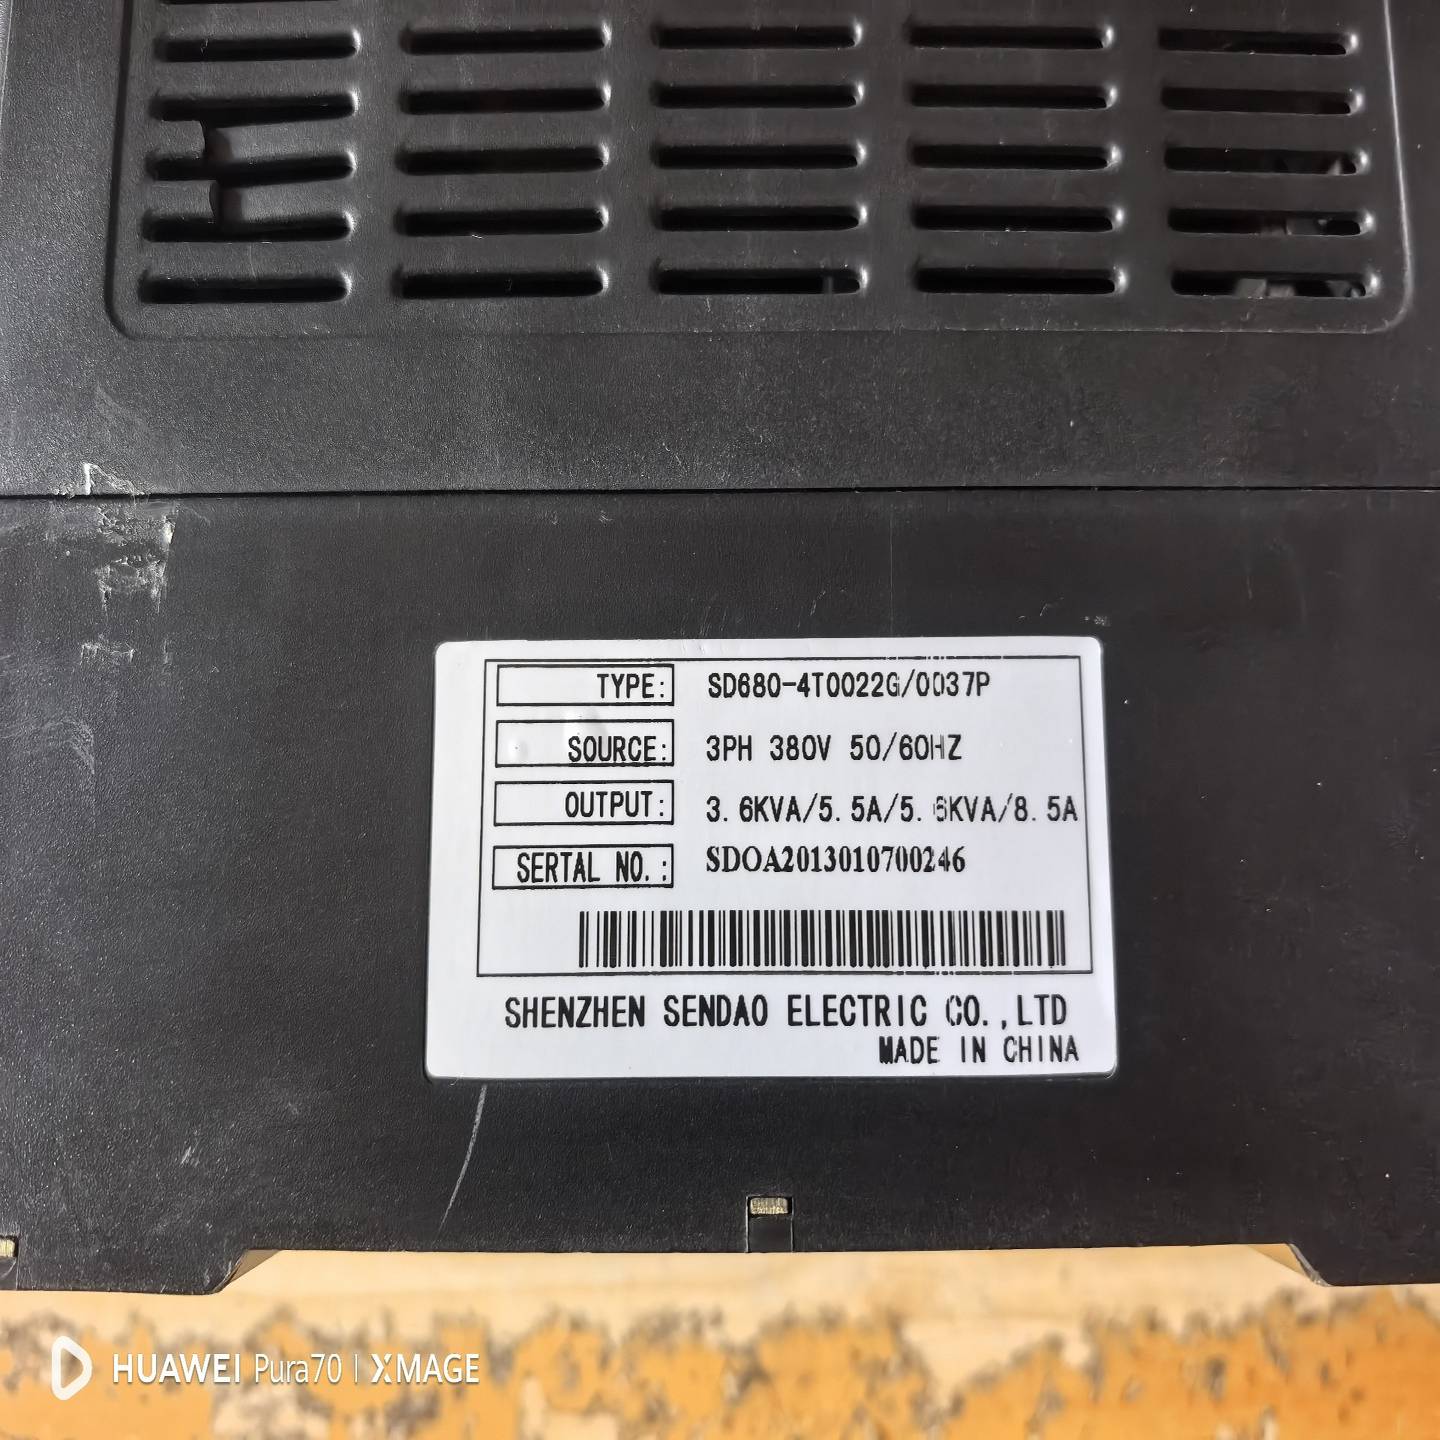 TYPE: SD680-4T0022G/0037P
SOURCE: 3PH 380V 50/60HZ
OUTPUT: 3.6KVA/5.5A/5.6KVA/8.5A
SERTAL NO.: SDOA2013010700246
SHENZHEN SENDAO ELECTRIC CO.,LTD
MADE IN CHINA
HUAWEI Pura70 | XMAGE